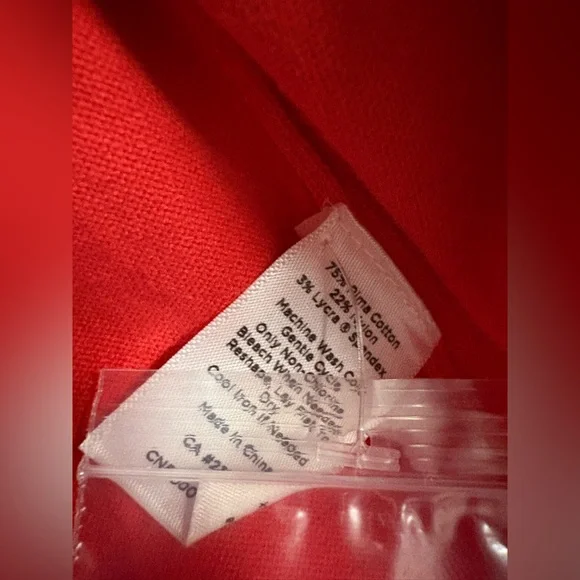 75% Pima Cotton
22% Nylon
3% Lycra ® Spandex
Machine Wash
Gentle Cycle,
Only Non-Chlorine
Bleach When Needed
Reshape, Lay Flat To
Dry
Cool Iron If Needed
Made In China
CA